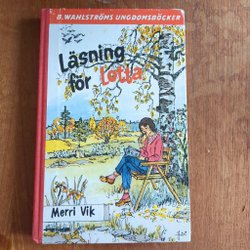 B. WAHLSTRÖMS UNGDOMSBÖCKER
Läsning
för Lotta
Merri Vik